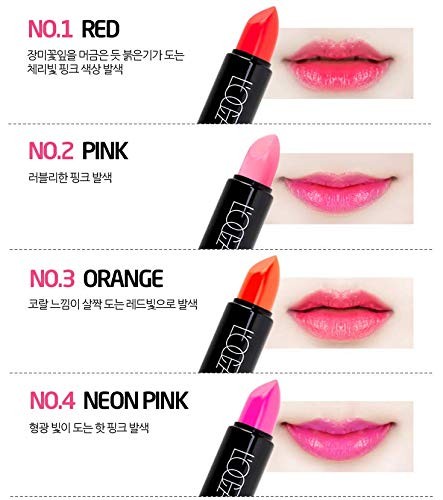 NO.1 RED
장미꽃잎을 머금은 듯 붉은기가 도는
체리빛 핑크 색상 발색
NO.2 PINK
러블리한 핑크 발색
NO.3 ORANGE
코랄 느낌이 살짝 도는 레드빛으로 발색
NO.4 NEON PINK
형광 빛이 도는 핫 핑크 발색